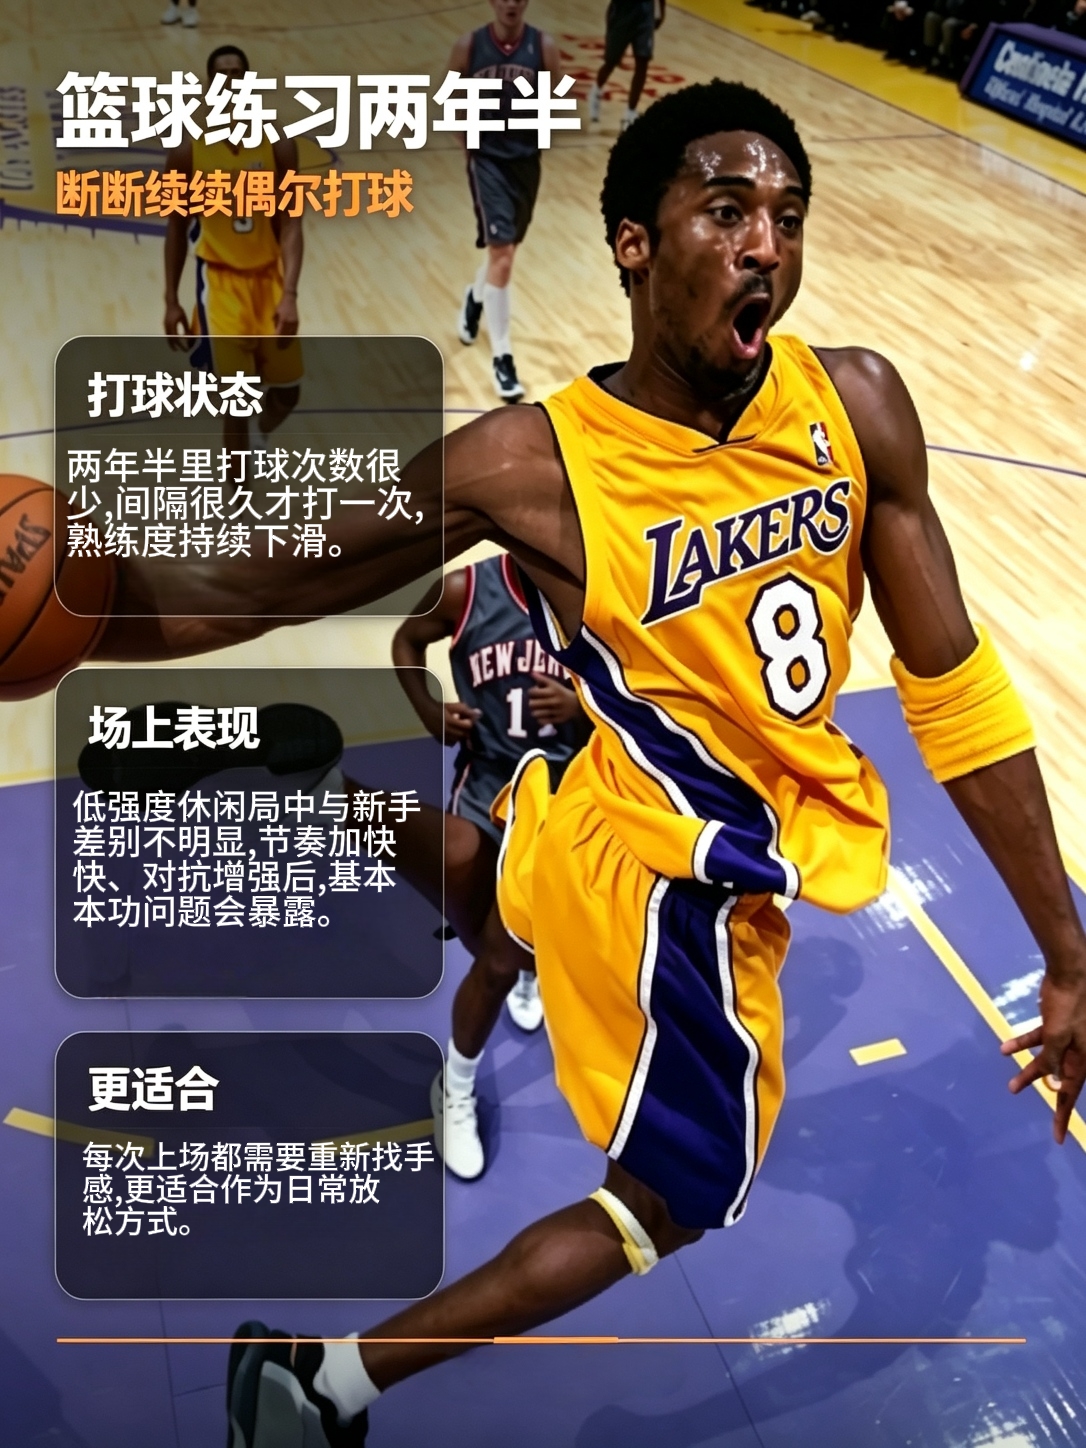 篮球练习两年半
断断续续偶尔打球
打球状态
两年半里打球次数很
少,间隔很久才打一次,
熟练度持续下滑。
场上表现
低强度休闲局中与新手
差别不明显,节奏加快
快、对抗增强后,基本
本功问题会暴露。
更适合
每次上场都需要重新找手
感,更适合作为日常放
松方式。
LAKERS
8
NEW JER